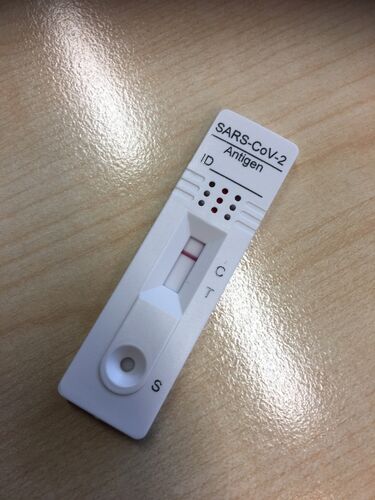 SARS-CoV-2
Antigen
ID
C
T
S